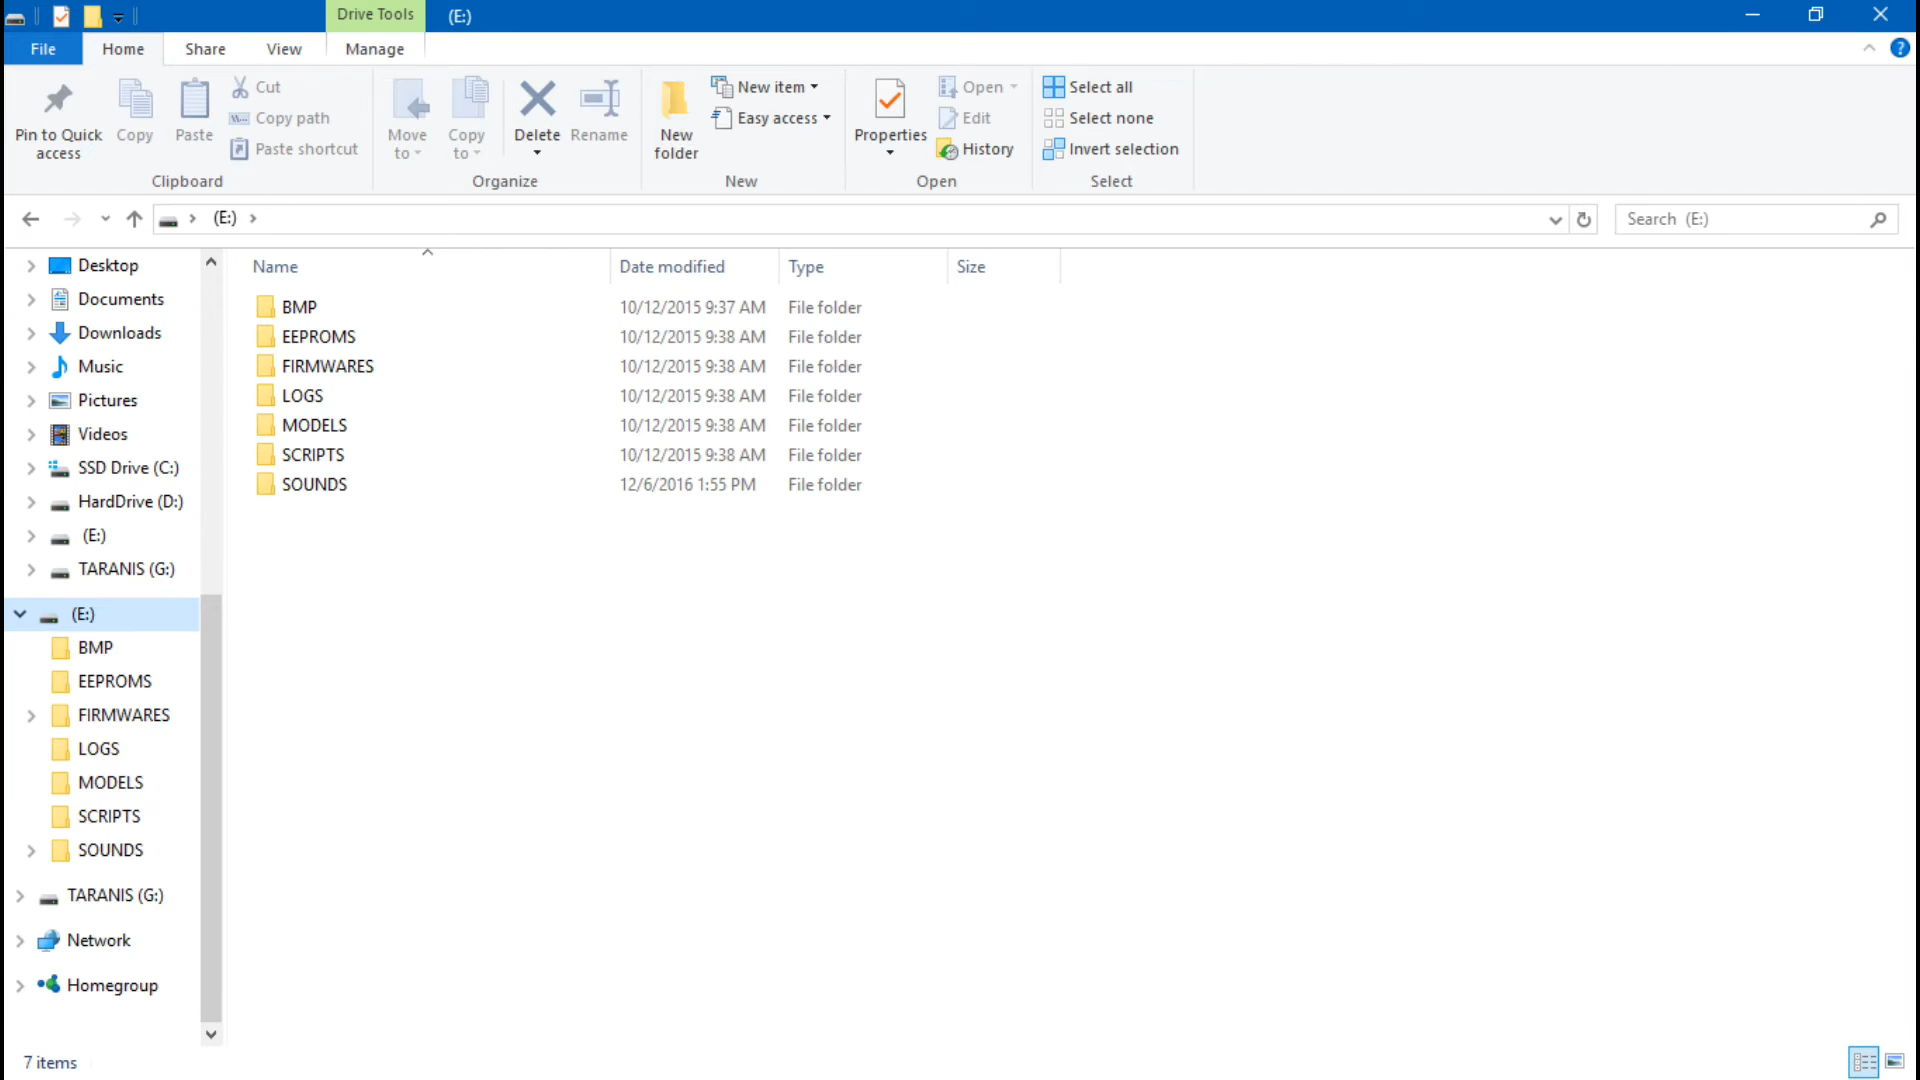 Drive Tools (E:)
File Home Share View Manage
Pin to Quick access
Copy
Paste
Cut
Copy path
Paste shortcut
Clipboard
Move to
Copy to
Delete
Rename
Organize
New folder
New item
Easy access
New
Properties
Open
Edit
History
Open
Select all
Select none
Invert selection
Select
(E:)
Search (E:)
Desktop
Documents
Downloads
Music
Pictures
Videos
SSD Drive (C:)
HardDrive (D:)
(E:)
TARANIS (G:)
(E:)
BMP
EEPROMS
FIRMWARES
LOGS
MODELS
SCRIPTS
SOUNDS
TARANIS (G:)
Network
Homegroup
Name Date modified Type Size
BMP 10/12/2015 9:37 AM File folder
EEPROMS 10/12/2015 9:38 AM File folder
FIRMWARES 10/12/2015 9:38 AM File folder
LOGS 10/12/2015 9:38 AM File folder
MODELS 10/12/2015 9:38 AM File folder
SCRIPTS 10/12/2015 9:38 AM File folder
SOUNDS 12/6/2016 1:55 PM File folder
7 items